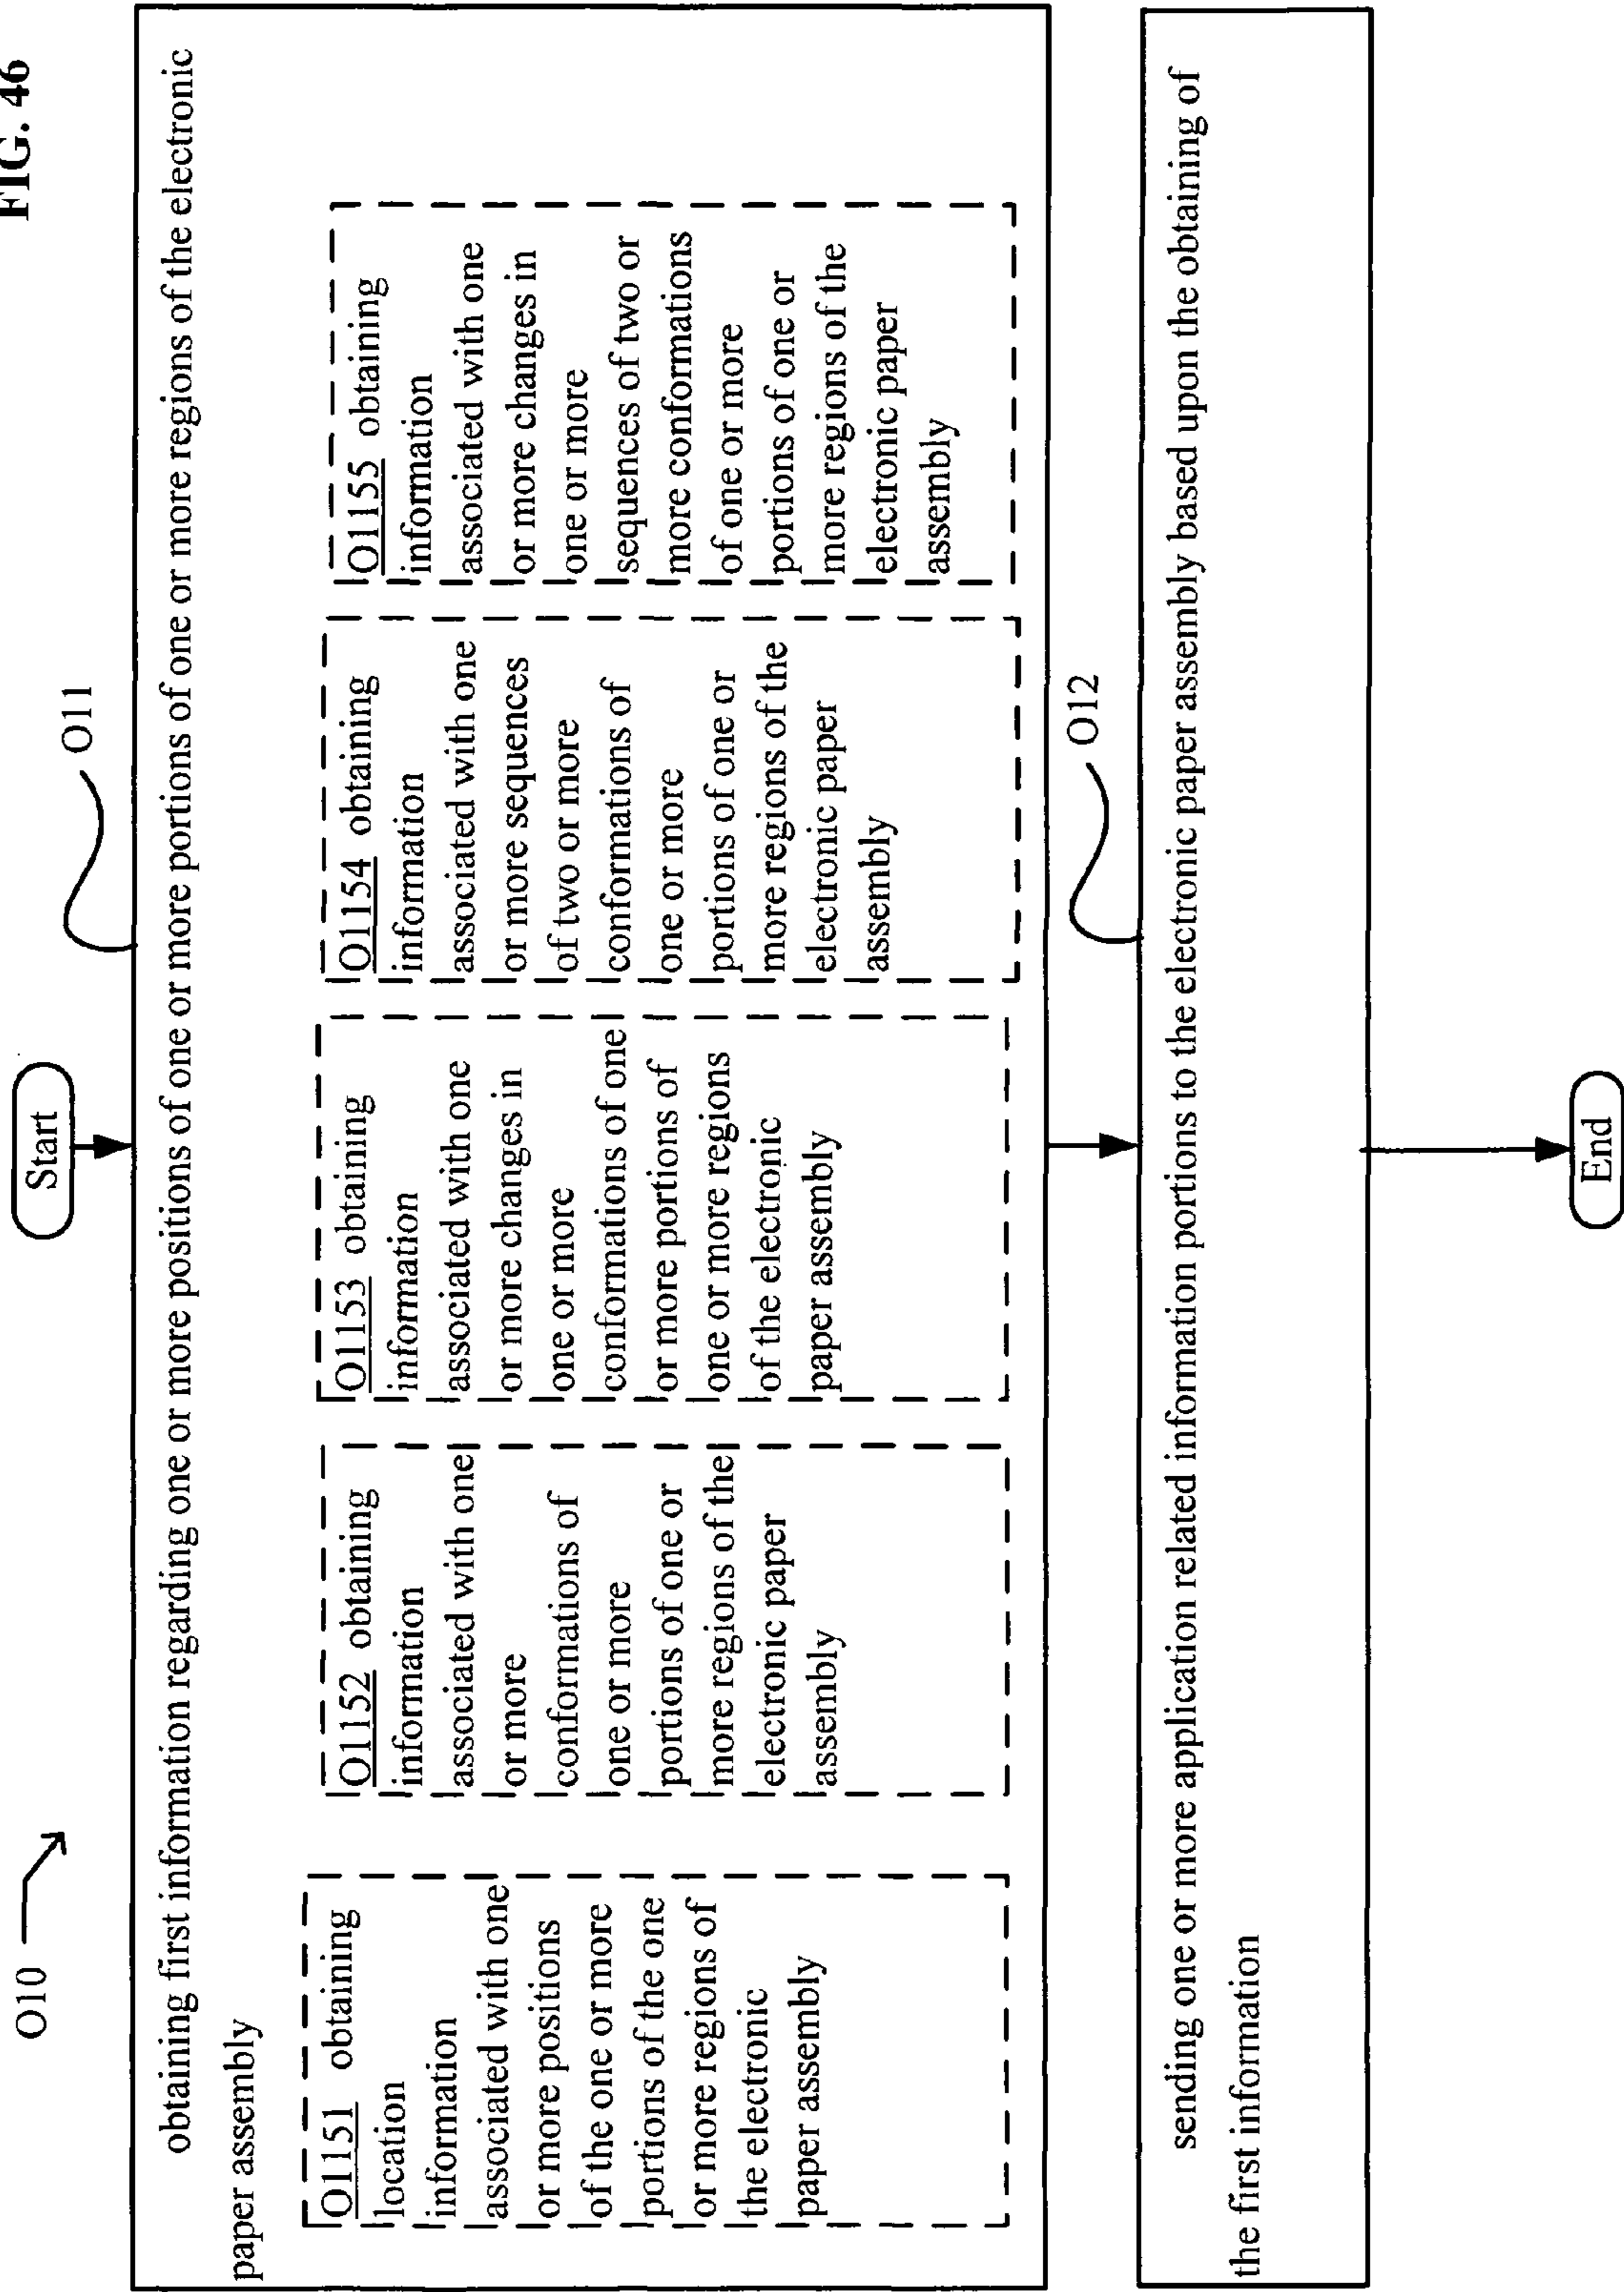 FIG. 46
O10
Start
O11
obtaining first information regarding one or more positions of one or more portions of one or more regions of the electronic
paper assembly
O1151 obtaining
location
information
associated with one
or more positions
of the one or more
portions of the one
or more regions of
the electronic
paper assembly
O1152 obtaining
information
associated with one
or more
conformations of
one or more
portions of one or
more regions of the
electronic paper
assembly
O1153 obtaining
information
associated with one
or more changes in
one or more
conformations of one
or more portions of
one or more regions
of the electronic
paper assembly
O1154 obtaining
information
associated with one
or more sequences
of two or more
conformations of
one or more
portions of one or
more regions of the
electronic paper
assembly
O1155 obtaining
information
associated with one
or more changes in
one or more
sequences of two or
more conformations
of one or more
portions of one or
more regions of the
electronic paper
assembly
O12
sending one or more application related information portions to the electronic paper assembly based upon the obtaining of
the first information
End